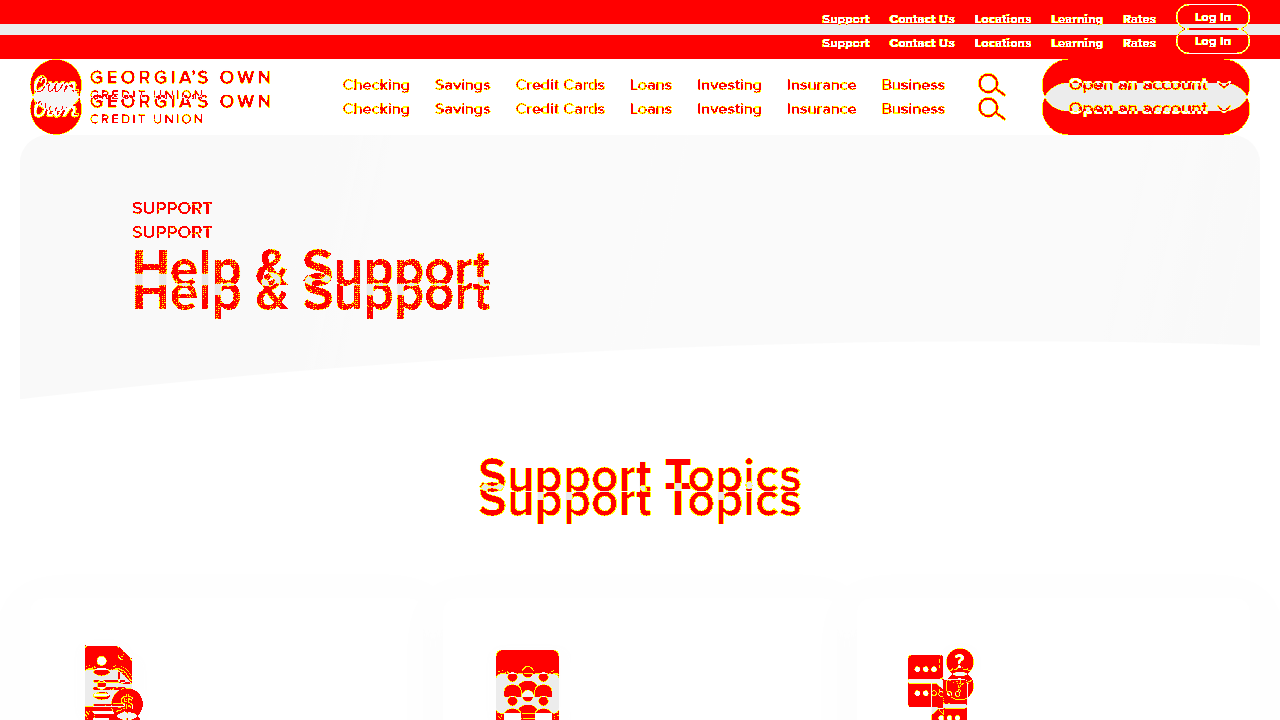 Support Contact Us Locations Learning Rates Log In
Support Contact Us Locations Learning Rates Log In
Own GEORGIA'S OWN
CREDIT UNION
Checking Savings Credit Cards Loans Investing Insurance Business Open an account
Own GEORGIA'S OWN
CREDIT UNION
Checking Savings Credit Cards Loans Investing Insurance Business Open an account
SUPPORT
SUPPORT
Help & Support
Help & Support
Support Topics
Support Topics
$
?